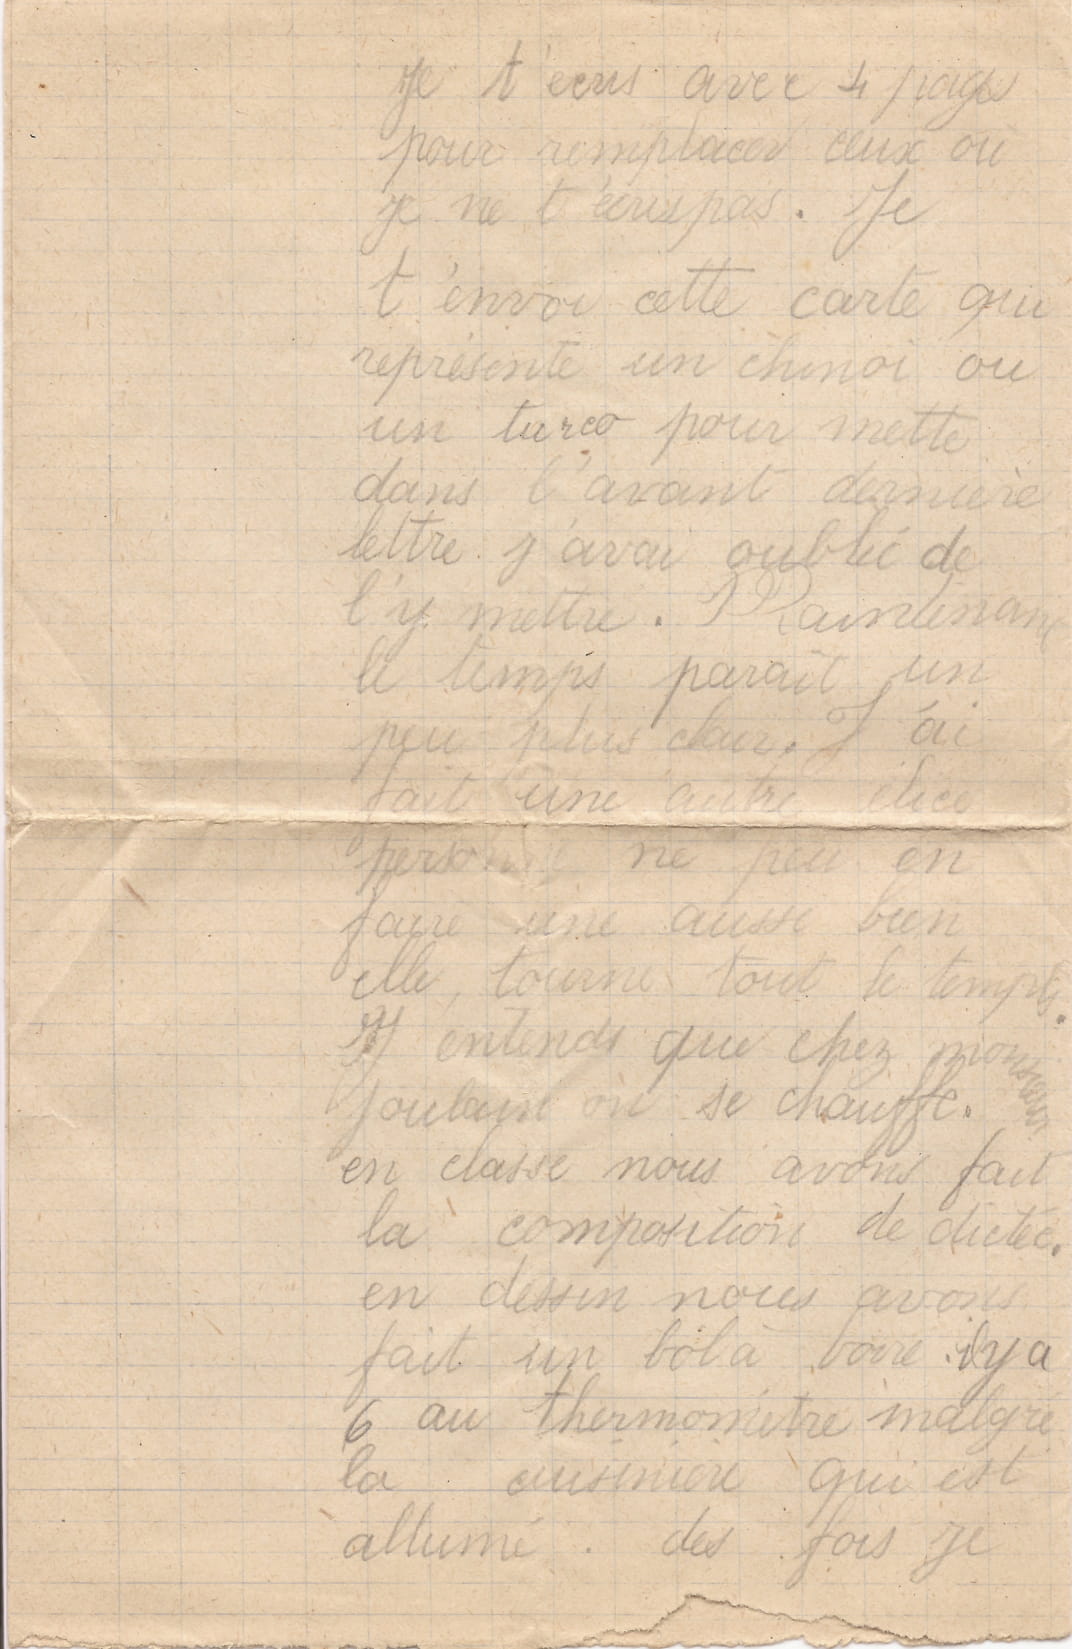 Je t'écris avec 4 pages
pour remplacer ceux où
je ne t'écris pas. Je
t'envoi cette carte qui
représente un chinoi ou
un turco pour mette
dans l'avant dernière
lettre j'avai oublié de
l'y mettre. Maintenant
le temps parait un
peu plus clair. J'ai
fait une autre élice
personne ne peu en
faire une aussi bien
elle tourne tout le temps.
J'entends que chez monsieur
Joulain on se chauffe.
en classe nous avons fait
la composition de dictée.
en dessin nous avons
fait un bol à boire. il y a
6 au thermomètre malgré
la cuisinière qui est
allumé. des fois je